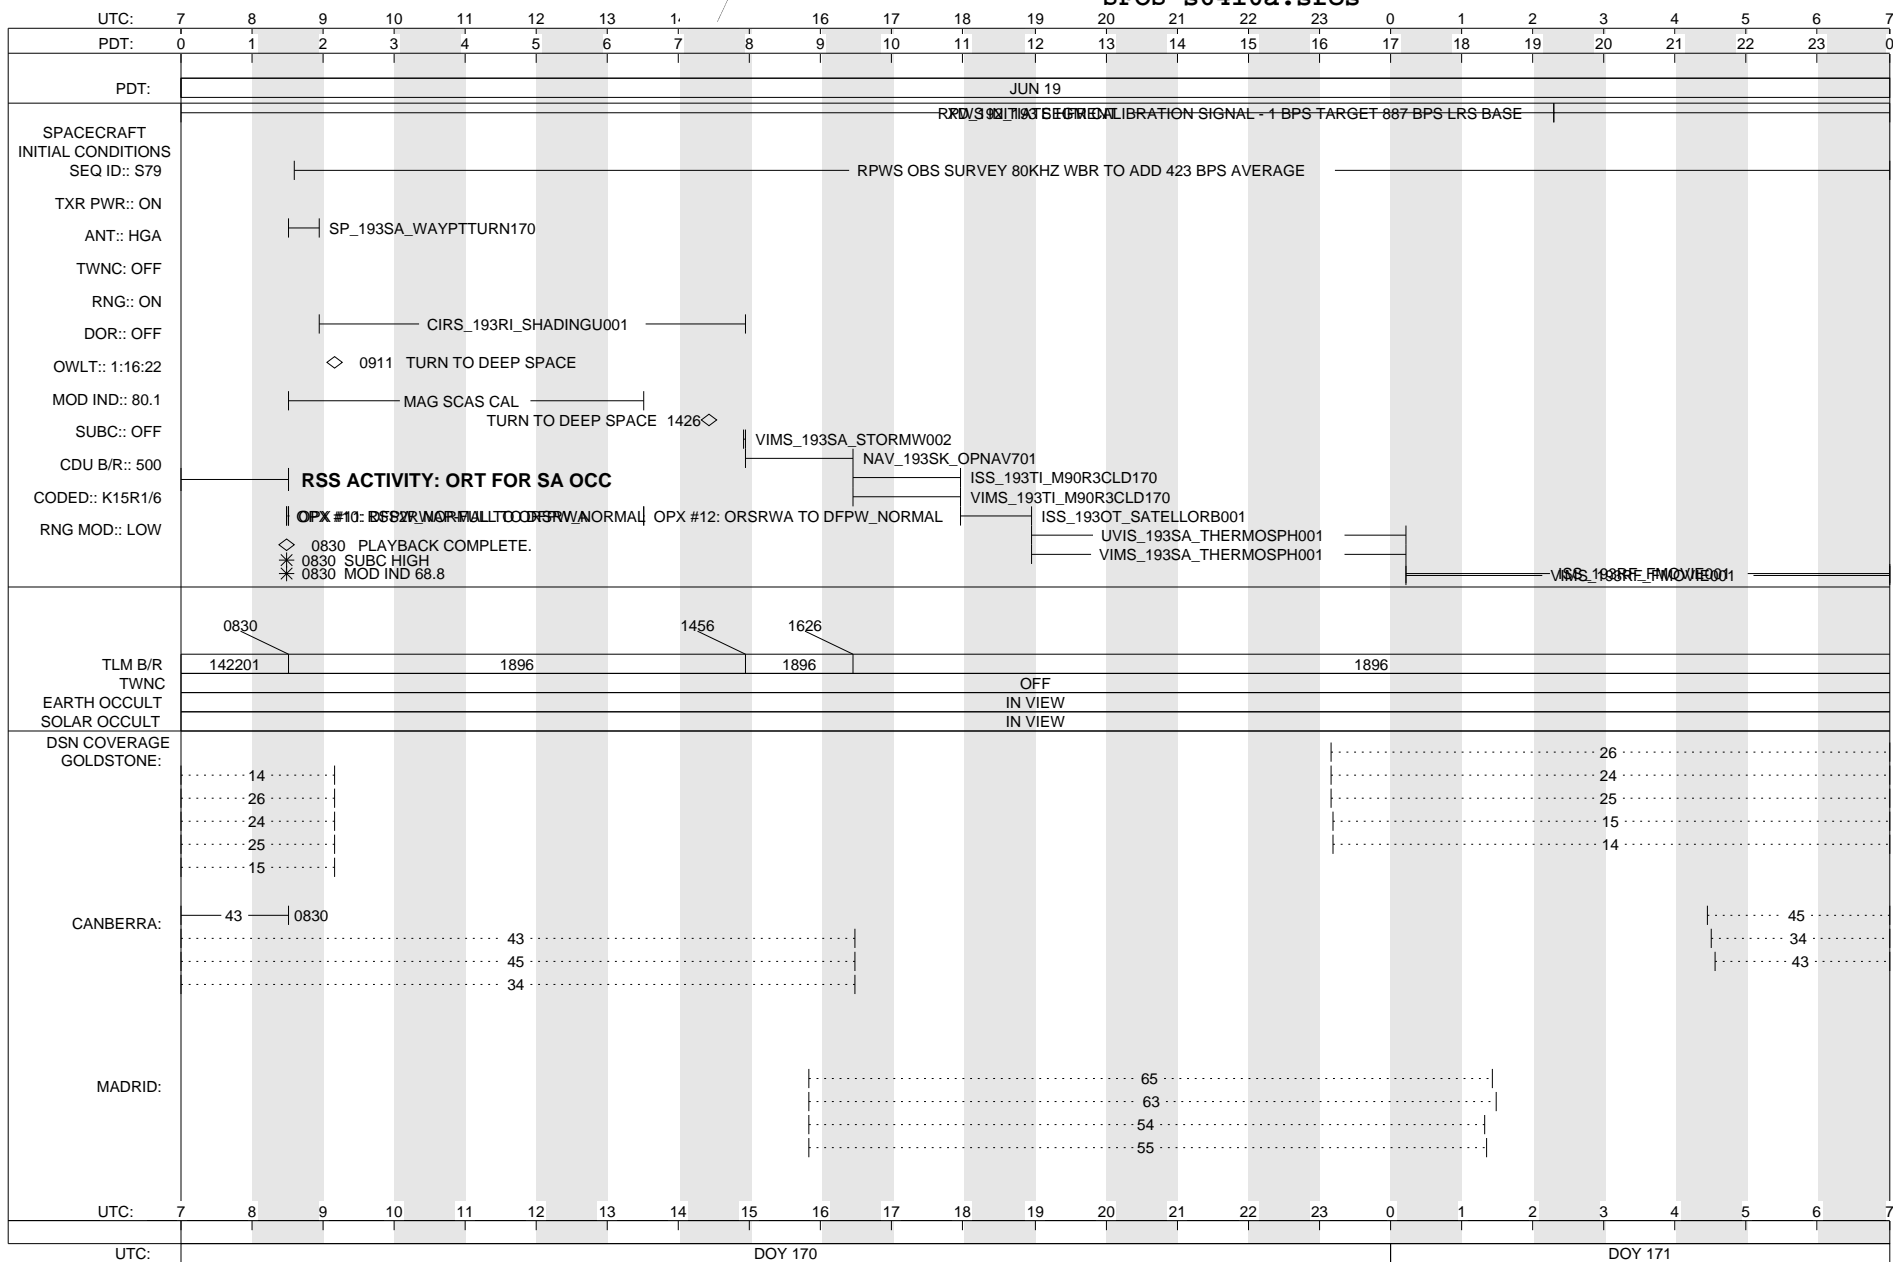 UTC: 7 8 9 10 11 12 13 16 17 18 19 20 21 22 23 0 1 2 3 4 5 6 7
PDT: 0 1 2 3 4 5 6 7 8 9 10 11 12 13 14 15 16 17 18 19 20 21 22 23 0
PDT: JUN 19
CALIBRATION SIGNAL - 1 BPS TARGET 887 BPS LRS BASE
SPACECRAFT
INITIAL CONDITIONS
SEQ ID:: S79
RPWS OBS SURVEY 80KHZ WBR TO ADD 423 BPS AVERAGE
TXR PWR:: ON
SP_193SA_WAYPTTURN170
ANT:: HGA
TWNC: OFF
RNG:: ON
CIRS_193RI_SHADINGU001
DOR:: OFF
0911 TURN TO DEEP SPACE
OWLT:: 1:16:22
MOD IND:: 80.1
MAG SCAS CAL
TURN TO DEEP SPACE 1426
SUBC:: OFF
VIMS_193SA_STORMW002
NAV_193SK_OPNAV701
CDU B/R:: 500
RSS ACTIVITY: ORT FOR SA OCC
ISS_193TI_M90R3CLD170
CODED:: K15R1/6
VIMS_193TI_M90R3CLD170
OPX #12: ORSRWA TO DFPW_NORMAL
ISS_193OT_SATELLORB001
RNG MOD:: LOW
UVIS_193SA_THERMOSPH001
0830 PLAYBACK COMPLETE.
VIMS_193SA_THERMOSPH001
0830 SUBC HIGH
0830 MOD IND 68.8
0830 1456 1626
TLM B/R 142201 1896 1896 1896
TWNC OFF
EARTH OCCULT IN VIEW
SOLAR OCCULT IN VIEW
DSN COVERAGE
GOLDSTONE:
26
14 24
26 25
24 15
25 14
15
CANBERRA:
43 0830 45
43 34
45 43
34
MADRID:
65
63
54
55
UTC: 7 8 9 10 11 12 13 14 15 16 17 18 19 20 21 22 23 0 1 2 3 4 5 6 7
UTC: DOY 170 DOY 171